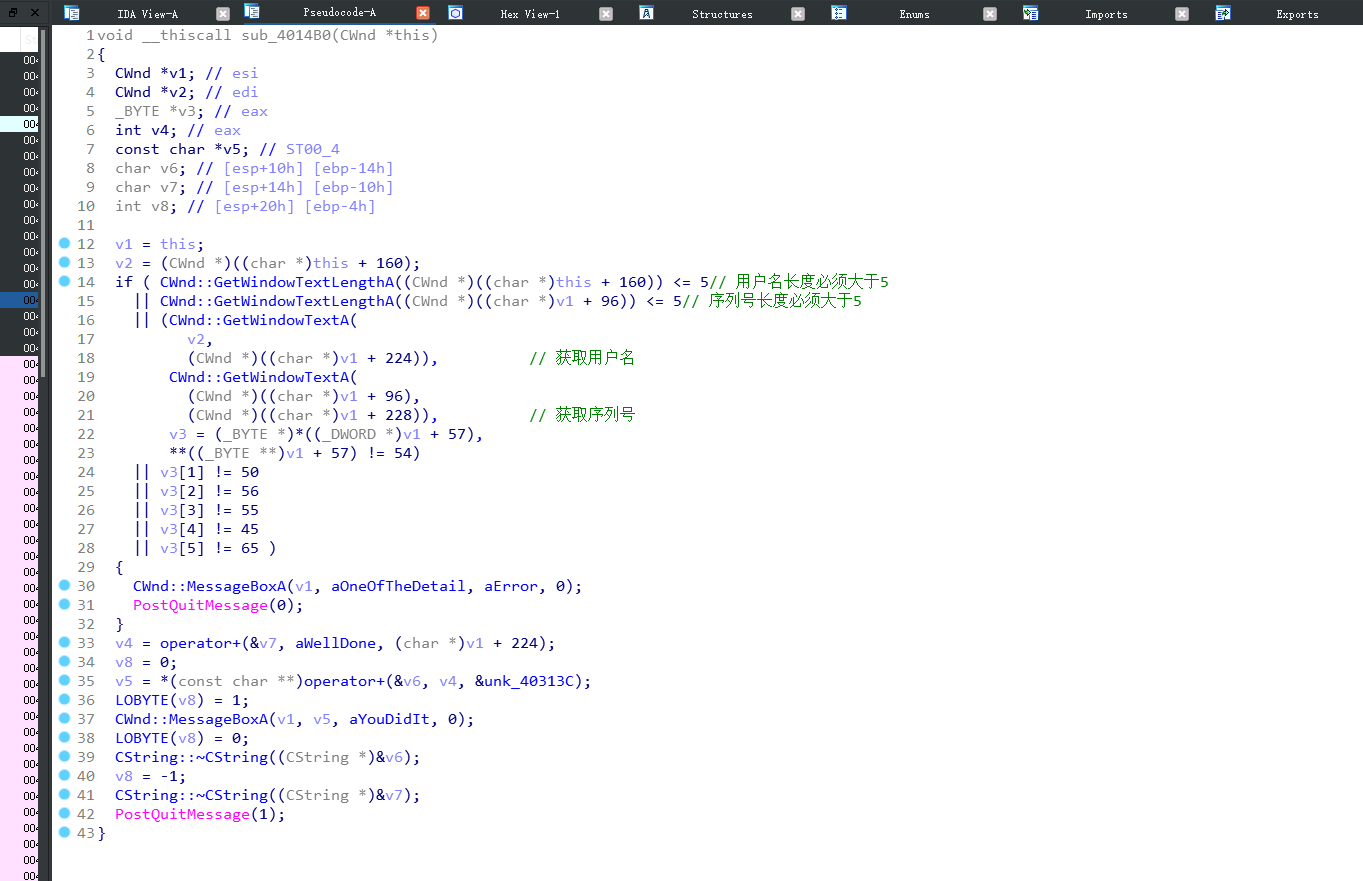 IDA View-A Pseudocode-A Hex View-1 Structures Enums Imports Exports
1 void __thiscall sub_4014B0(CWnd *this)
2 {
3   CWnd *v1; // esi
4   CWnd *v2; // edi
5   _BYTE *v3; // eax
6   int v4; // eax
7   const char *v5; // ST00_4
8   char v6; // [esp+10h] [ebp-14h]
9   char v7; // [esp+14h] [ebp-10h]
10   int v8; // [esp+20h] [ebp-4h]
11
12   v1 = this;
13   v2 = (CWnd *)((char *)this + 160);
14   if ( CWnd::GetWindowTextLengthA((CWnd *)((char *)this + 160)) <= 5// 用户名长度必须大于5
15     || CWnd::GetWindowTextLengthA((CWnd *)((char *)v1 + 96)) <= 5// 序列号长度必须大于5
16     || (CWnd::GetWindowTextA(
17           v2,
18           (CWnd *)((char *)v1 + 224)),          // 获取用户名
19         CWnd::GetWindowTextA(
20           (CWnd *)((char *)v1 + 96),
21           (CWnd *)((char *)v1 + 228)),          // 获取序列号
22         v3 = (_BYTE *)*((_DWORD *)v1 + 57),
23         **((_BYTE **)v1 + 57) != 54)
24     || v3[1] != 50
25     || v3[2] != 56
26     || v3[3] != 55
27     || v3[4] != 45
28     || v3[5] != 65 )
29   {
30     CWnd::MessageBoxA(v1, aOneOfTheDetail, aError, 0);
31     PostQuitMessage(0);
32   }
33   v4 = operator+(&v7, aWellDone, (char *)v1 + 224);
34   v8 = 0;
35   v5 = *(const char **)operator+(&v6, v4, &unk_40313C);
36   LOBYTE(v8) = 1;
37   CWnd::MessageBoxA(v1, v5, aYouDidIt, 0);
38   LOBYTE(v8) = 0;
39   CString::~CString((CString *)&v6);
40   v8 = -1;
41   CString::~CString((CString *)&v7);
42   PostQuitMessage(1);
43 }